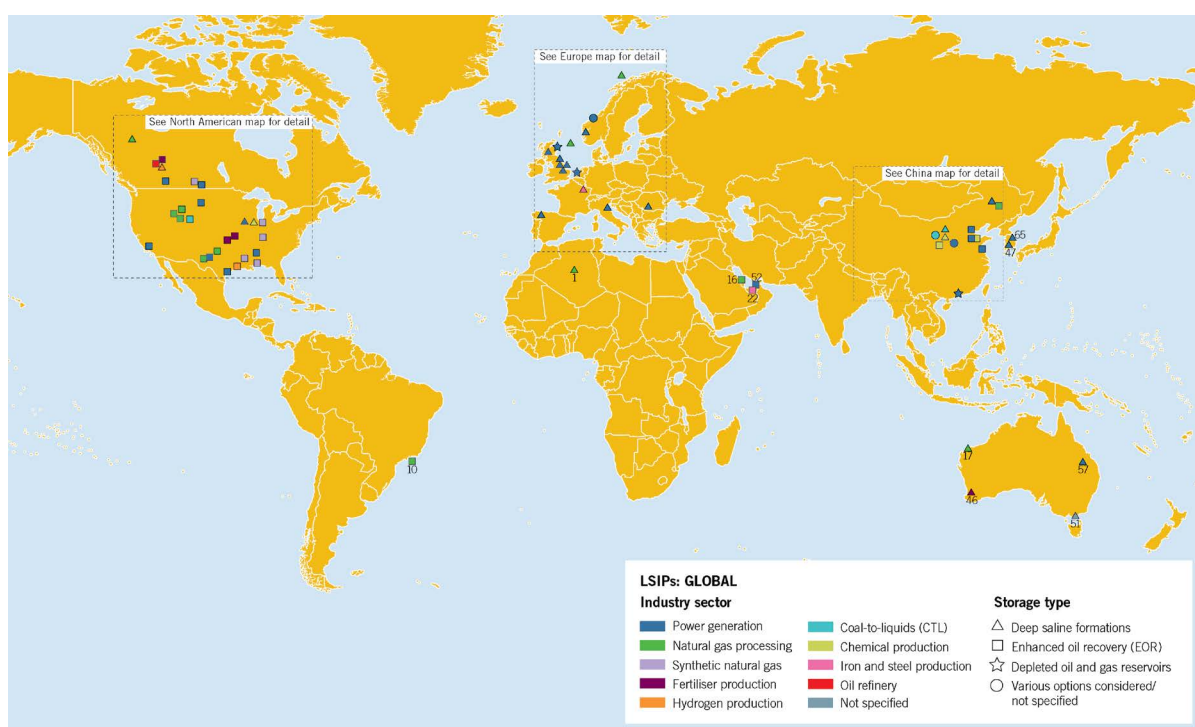 See Europe map for detail
See North American map for detail
See China map for detail
65
47
1
16
52
22
10
17
57
46
51
LSIPs: GLOBAL
Industry sector
Power generation
Natural gas processing
Synthetic natural gas
Fertiliser production
Hydrogen production
Coal-to-liquids (CTL)
Chemical production
Iron and steel production
Oil refinery
Not specified
Storage type
Deep saline formations
Enhanced oil recovery (EOR)
Depleted oil and gas reservoirs
Various options considered/
not specified